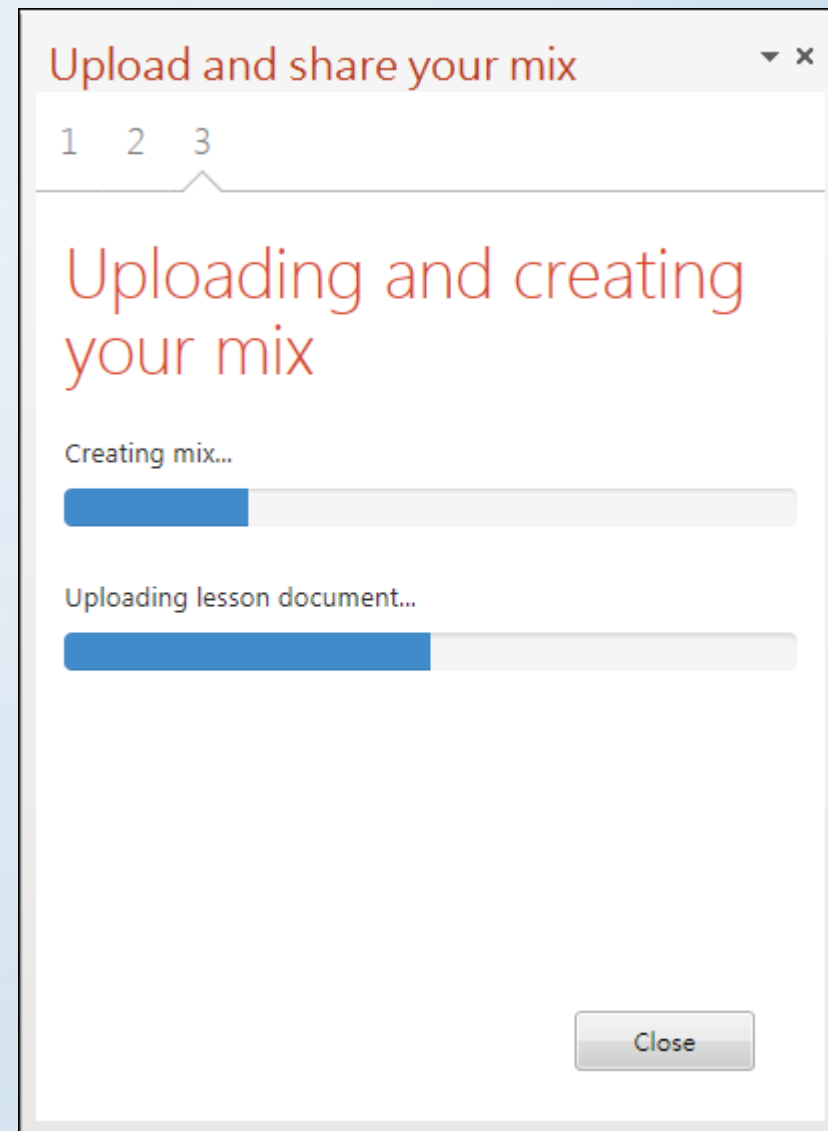 Upload and share your mix
1 2 3
Uploading and creating
your mix
Creating mix...
Uploading lesson document...
Close